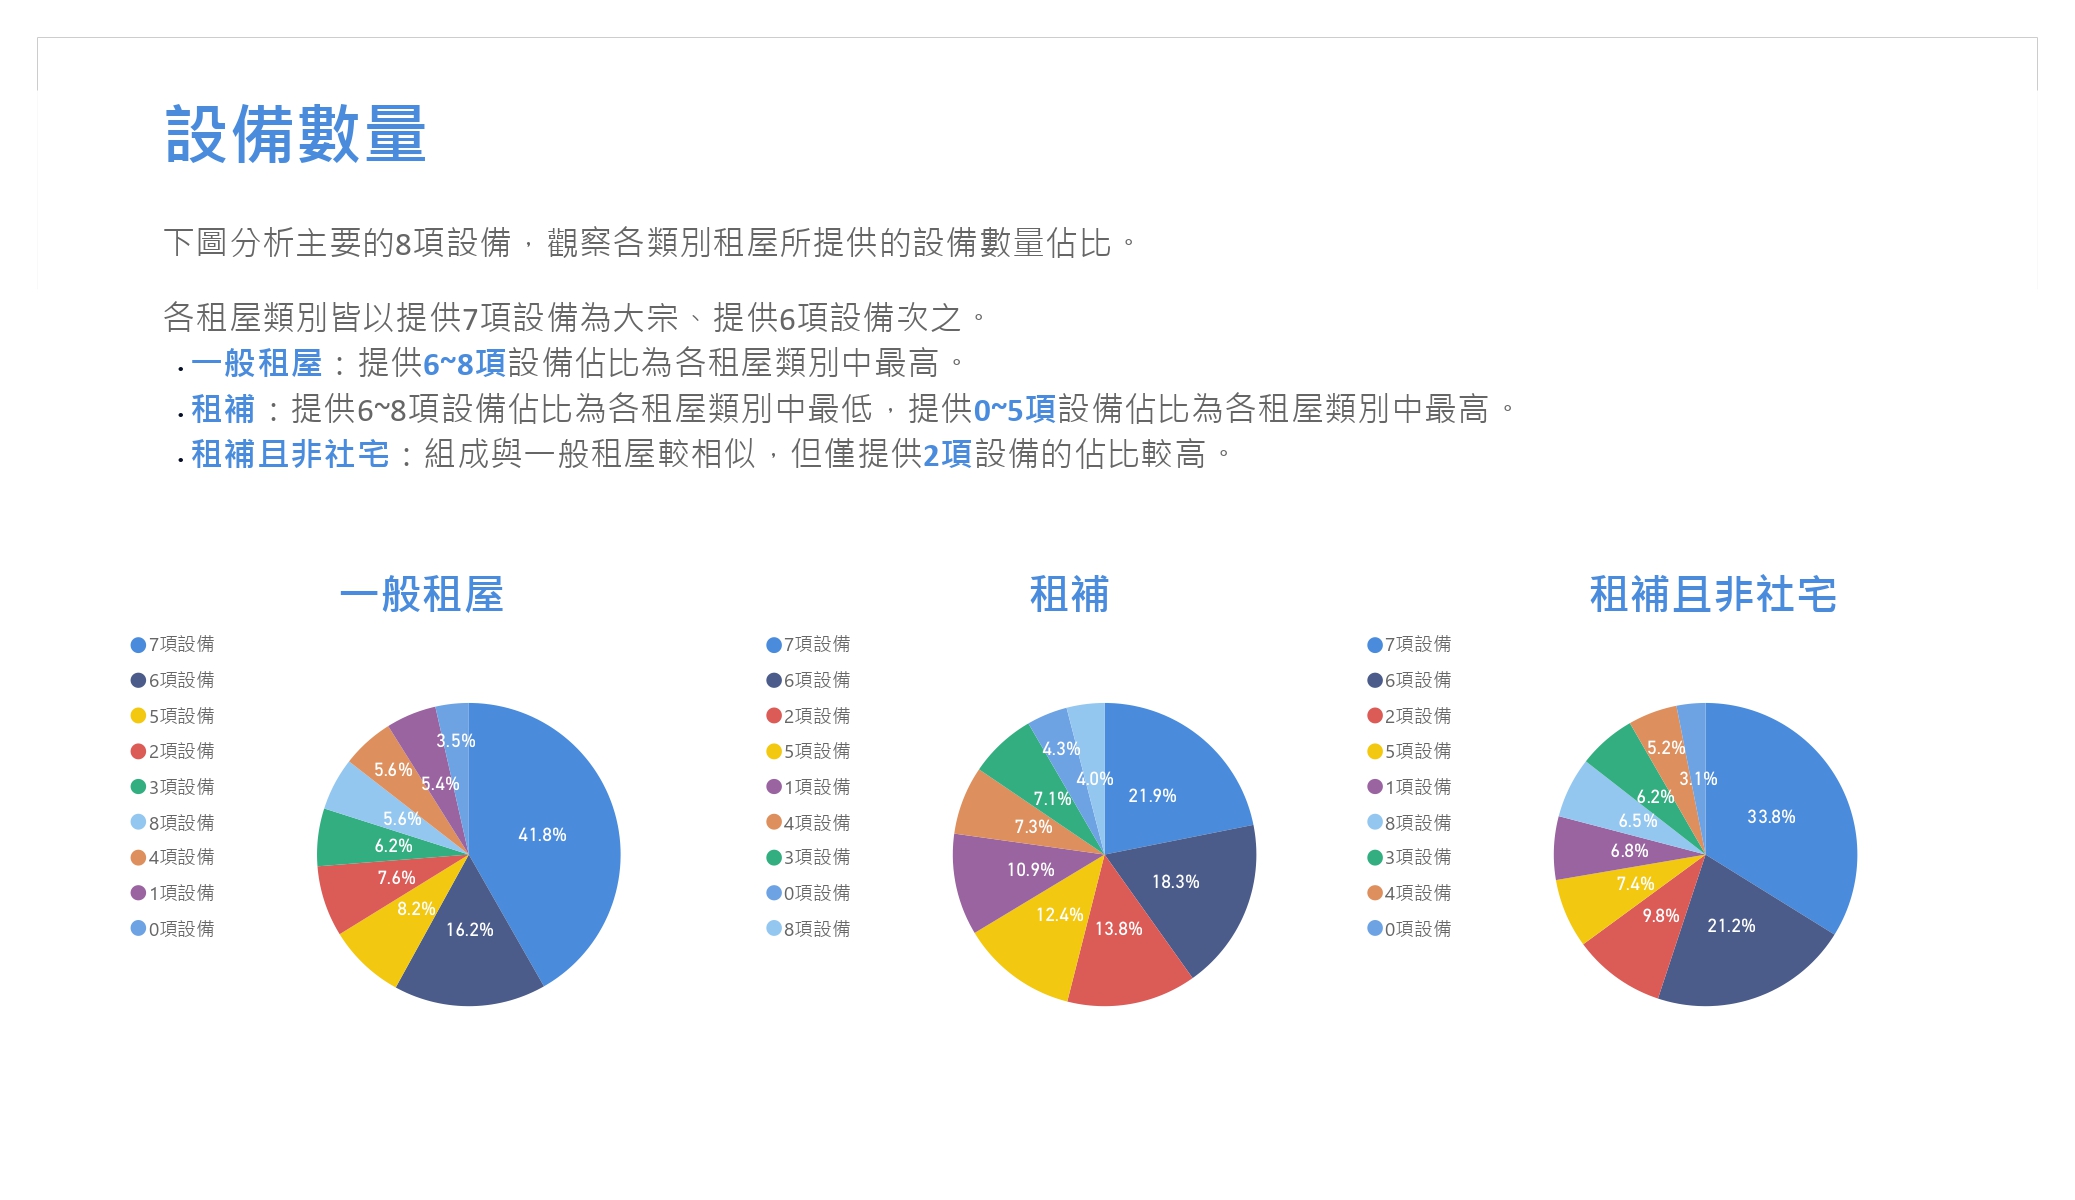 設備數量
下圖分析主要的8項設備，觀察各類別租屋所提供的設備數量佔比。
各租屋類別皆以提供7項設備為大宗、提供6項設備次之。
• 一般租屋：提供6~8項設備佔比為各租屋類別中最高。
• 租補：提供6~8項設備佔比為各租屋類別中最低，提供0~5項設備佔比為各租屋類別中最高。
• 租補且非社宅：組成與一般租屋較相似，但僅提供2項設備的佔比較高。
一般租屋
7項設備
6項設備
5項設備
2項設備
3項設備
8項設備
4項設備
1項設備
0項設備
41.8%
16.2%
8.2%
7.6%
6.2%
5.6%
5.6%
5.4%
3.5%
租補
7項設備
6項設備
2項設備
5項設備
1項設備
4項設備
3項設備
0項設備
8項設備
21.9%
18.3%
13.8%
12.4%
10.9%
7.3%
7.1%
4.3%
4.0%
租補且非社宅
7項設備
6項設備
2項設備
5項設備
1項設備
8項設備
3項設備
4項設備
0項設備
33.8%
21.2%
9.8%
7.4%
6.8%
6.5%
6.2%
5.2%
3.1%